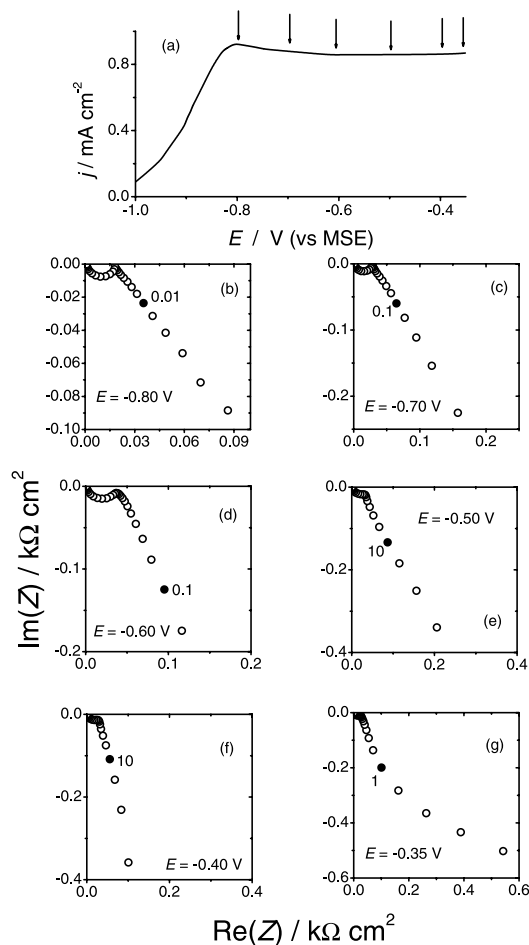 (a)
0.8
0.4
0.0
j / mA cm⁻²
-1.0 -0.8 -0.6 -0.4
E / V (vs MSE)
0.00
-0.02
-0.04
-0.06
-0.08
-0.10
(b)
0.01
E = -0.80 V
0.00 0.03 0.06 0.09
0.0
-0.1
-0.2
(c)
0.1
E = -0.70 V
0.0 0.1 0.2
0.0
-0.1
-0.2
(d)
0.1
E = -0.60 V
0.0 0.1 0.2
0.0
-0.2
-0.4
E = -0.50 V
10
(e)
0.0 0.2 0.4
0.0
-0.2
-0.4
(f)
10
E = -0.40 V
0.0 0.2 0.4
0.0
-0.2
-0.4
-0.6
(g)
1
E = -0.35 V
0.0 0.2 0.4 0.6
Im(Z) / kΩ cm²
Re(Z) / kΩ cm²